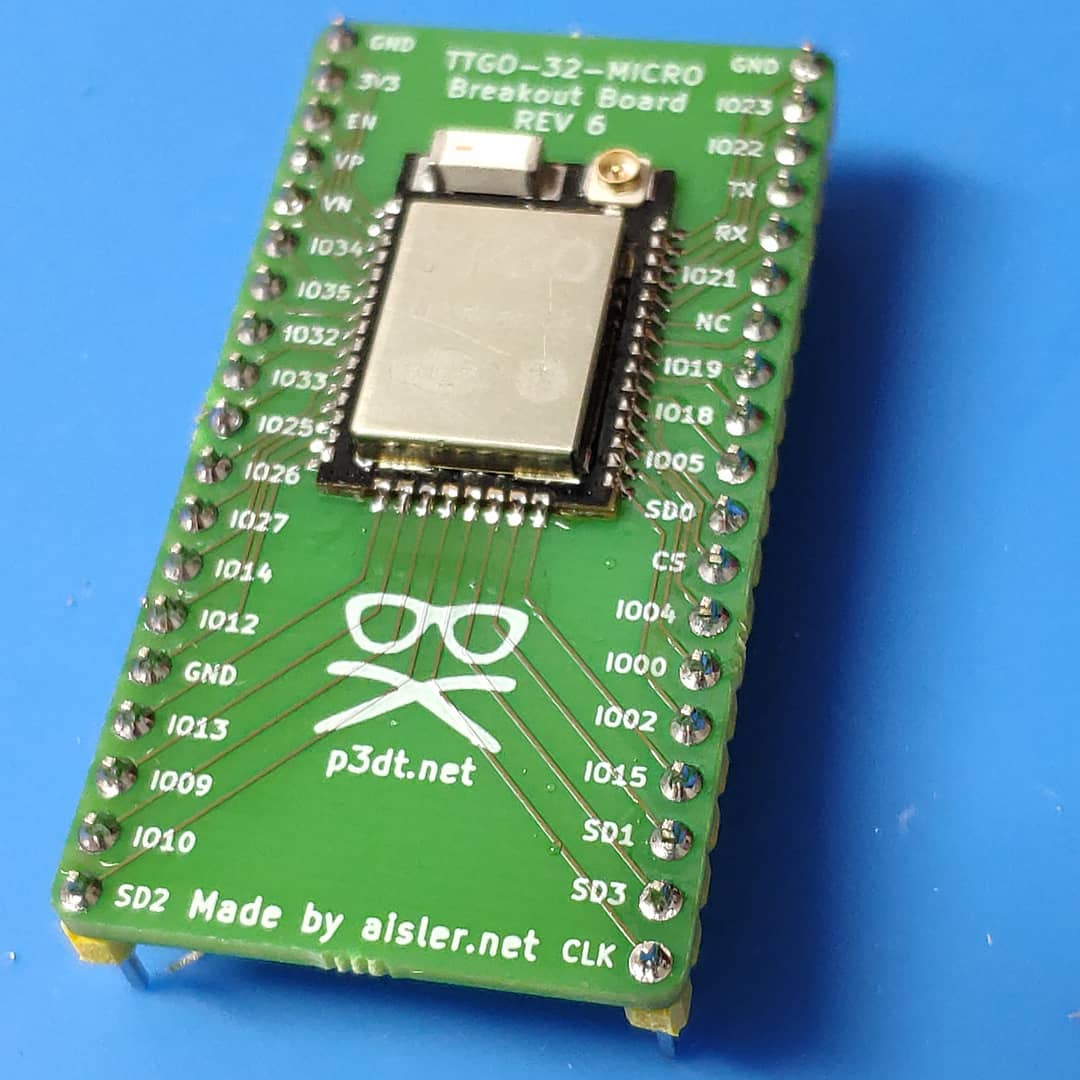 TTGO-32-MICRO
Breakout Board
REV 6
GND
3V3
EN
VP
VN
IO34
IO35
IO32
IO33
IO25
IO26
IO27
IO14
IO12
GND
IO13
IO09
IO10
SD2
GND
IO23
IO22
TX
RX
IO21
NC
IO19
IO18
IO05
SD0
CS
IO04
IO00
IO02
IO15
SD1
SD3
CLK
p3dt.net
Made by aisler.net